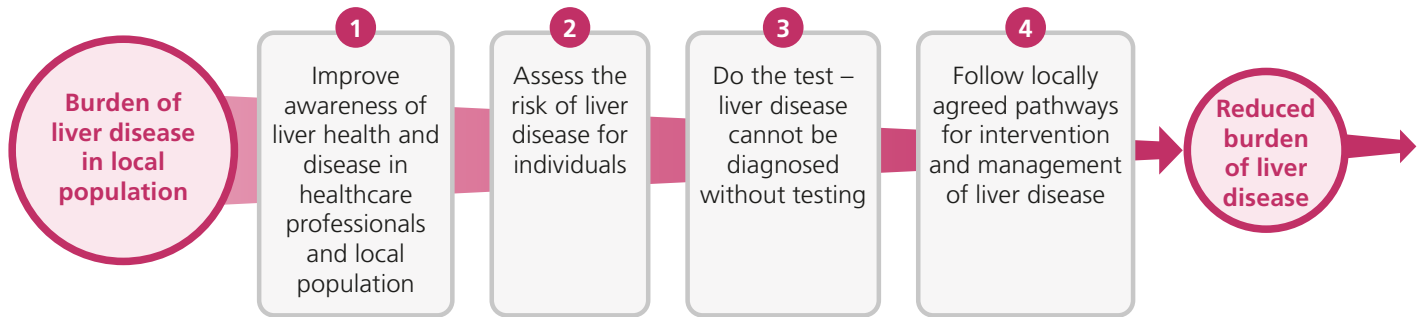 Burden of
liver disease
in local
population
1
Improve
awareness of
liver health and
disease in
healthcare
professionals
and local
population
2
Assess the
risk of liver
disease for
individuals
3
Do the test –
liver disease
cannot be
diagnosed
without testing
4
Follow locally
agreed pathways
for intervention
and management
of liver disease
Reduced
burden
of liver
disease